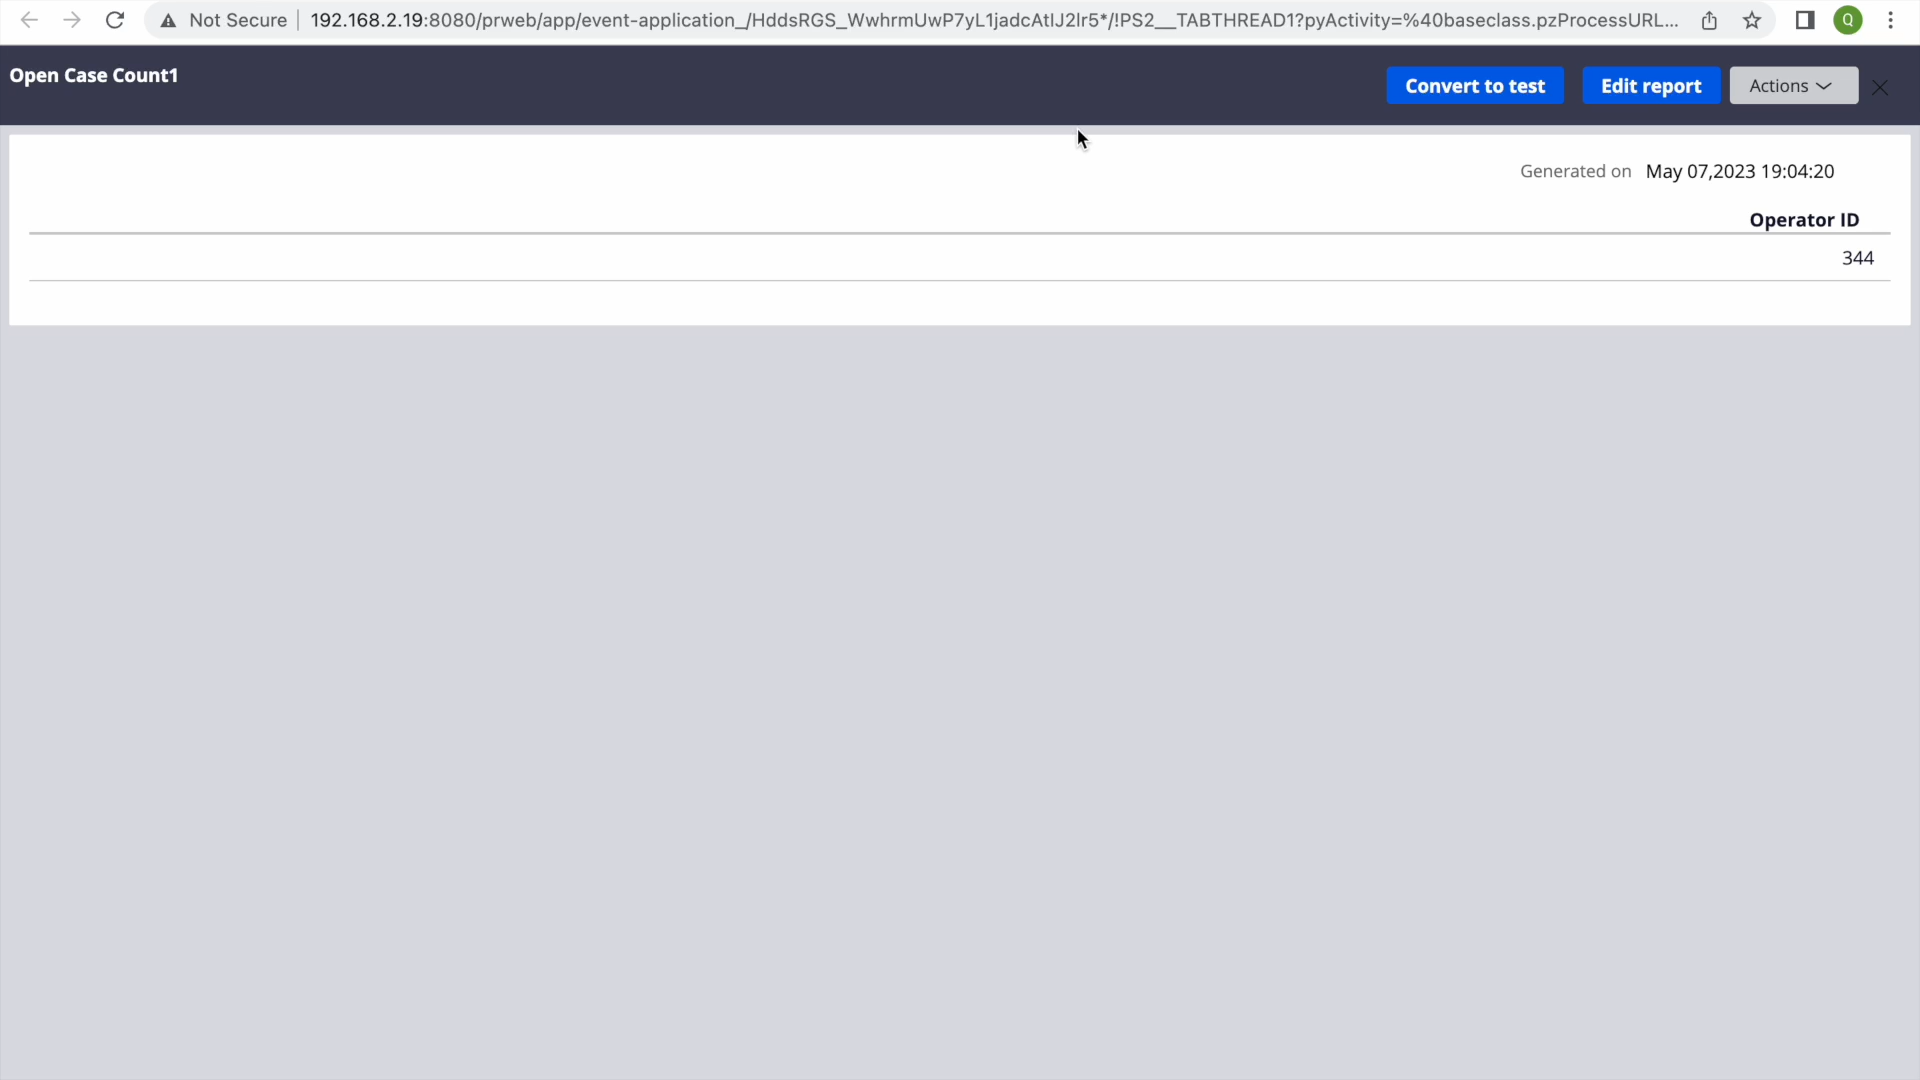 Not Secure 192.168.2.19:8080/prweb/app/event-application_/HddsRGS_WwhrmUwP7yL1jadcAtIJ2Ir5*/!PS2__TABTHREAD1?pyActivity=%40baseclass.pzProcessURL... Q
Open Case Count1
Convert to test Edit report Actions
Generated on May 07,2023 19:04:20
Operator ID
344